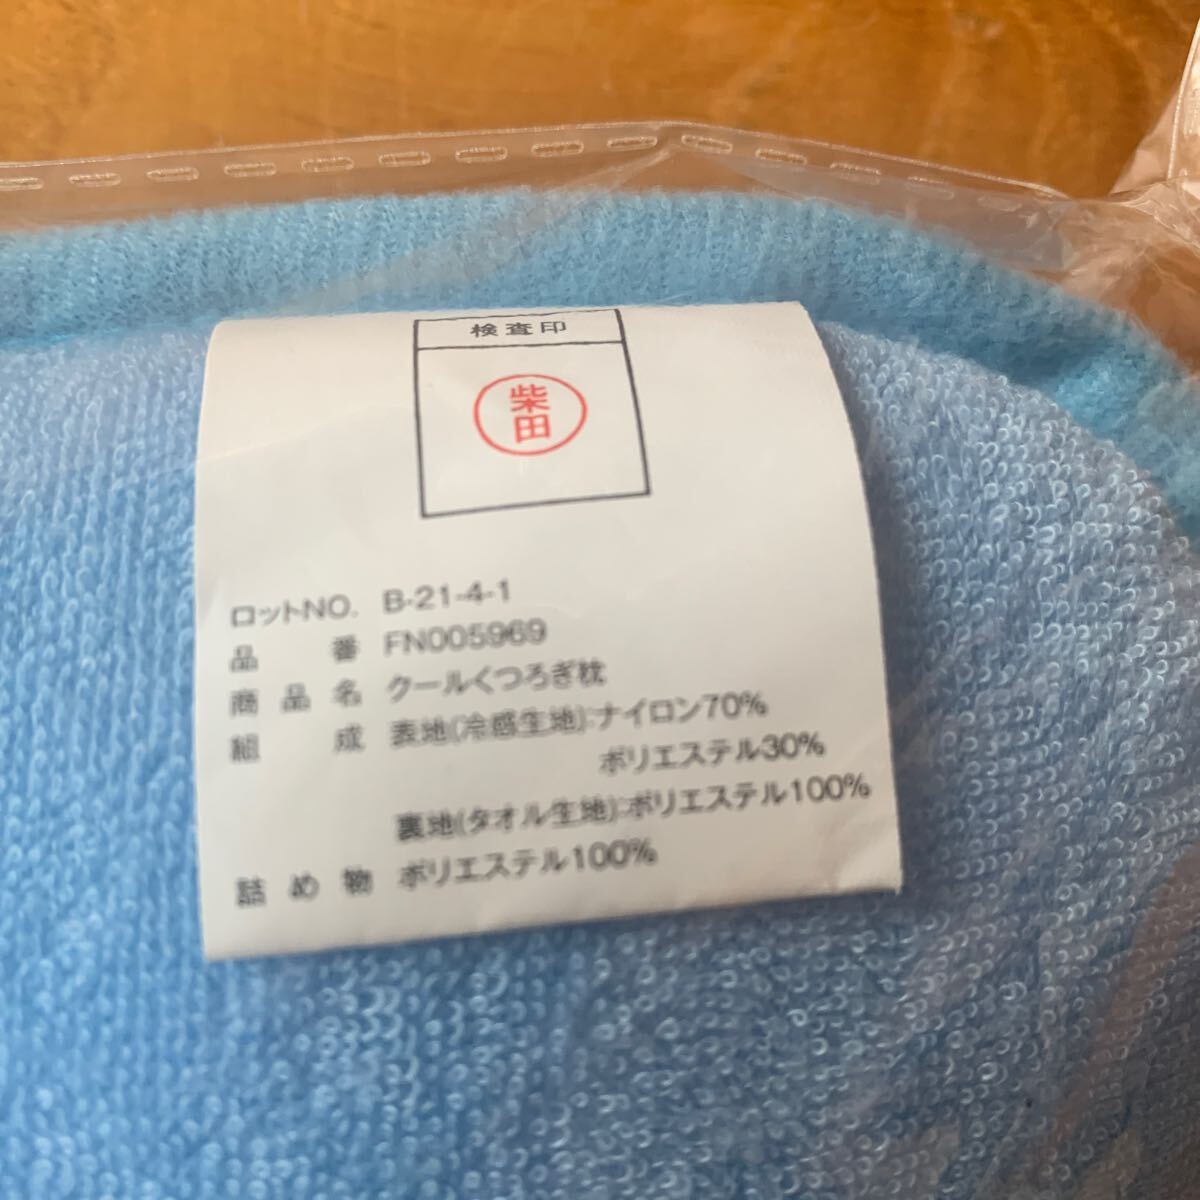 検査印
柴田
ロットNO. B-21-4-1
品番 FN005969
商品名 クールくつろぎ枕
組成 表地(冷感生地):ナイロン70%
ポリエステル30%
裏地(タオル生地):ポリエステル100%
詰め物 ポリエステル100%